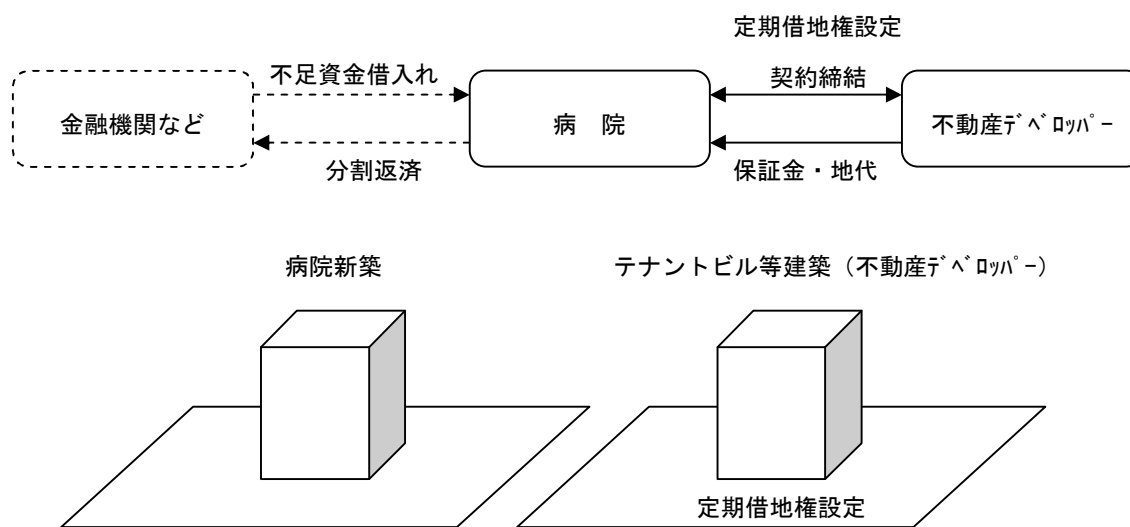 定期借地権設定
不足資金借入れ
契約締結
金融機関など
病　院
不動産ﾃﾞﾍﾞﾛｯﾊﾟｰ
分割返済
保証金・地代
病院新築
テナントビル等建築（不動産ﾃﾞﾍﾞﾛｯﾊﾟｰ）
定期借地権設定